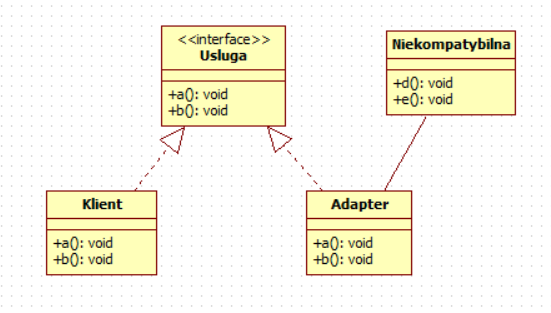 <<interface>>
Usluga
+a(): void
+b(): void
Niekompatybilna
+d(): void
+e(): void
Klient
+a(): void
+b(): void
Adapter
+a(): void
+b(): void